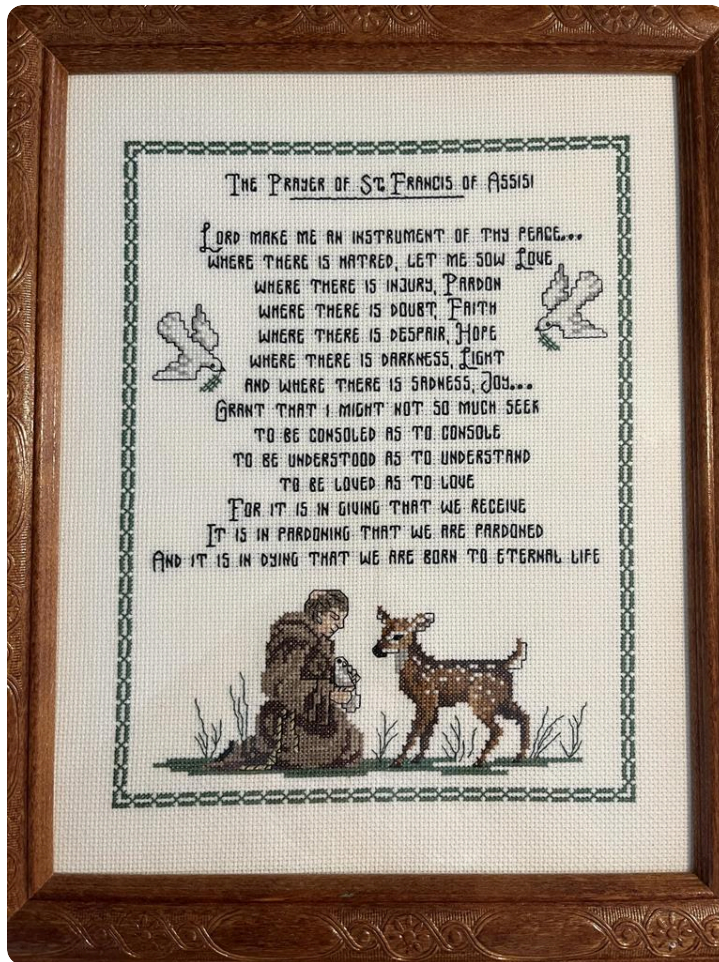 The Prayer of St. Francis of Assisi
Lord make me an instrument of thy peace...
where there is hatred, let me sow Love
where there is injury, Pardon
where there is doubt, Faith
where there is despair, Hope
where there is darkness, Light
and where there is sadness, Joy...
Grant that I might not so much seek
to be consoled as to console
to be understood as to understand
to be loved as to love
For it is in giving that we receive
It is in pardoning that we are pardoned
And it is in dying that we are born to eternal life